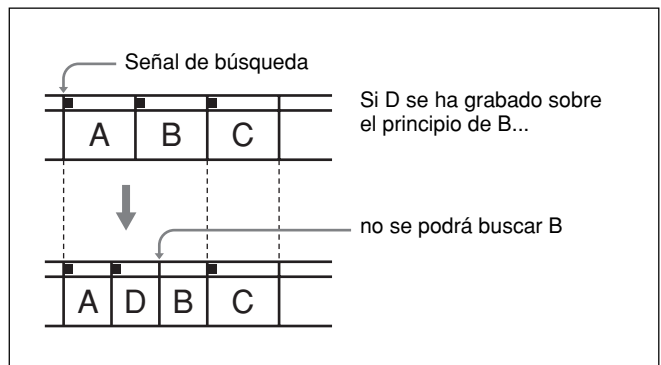 Señal de búsqueda
Si D se ha grabado sobre
el principio de B...
A B C
no se podrá buscar B
A D B C